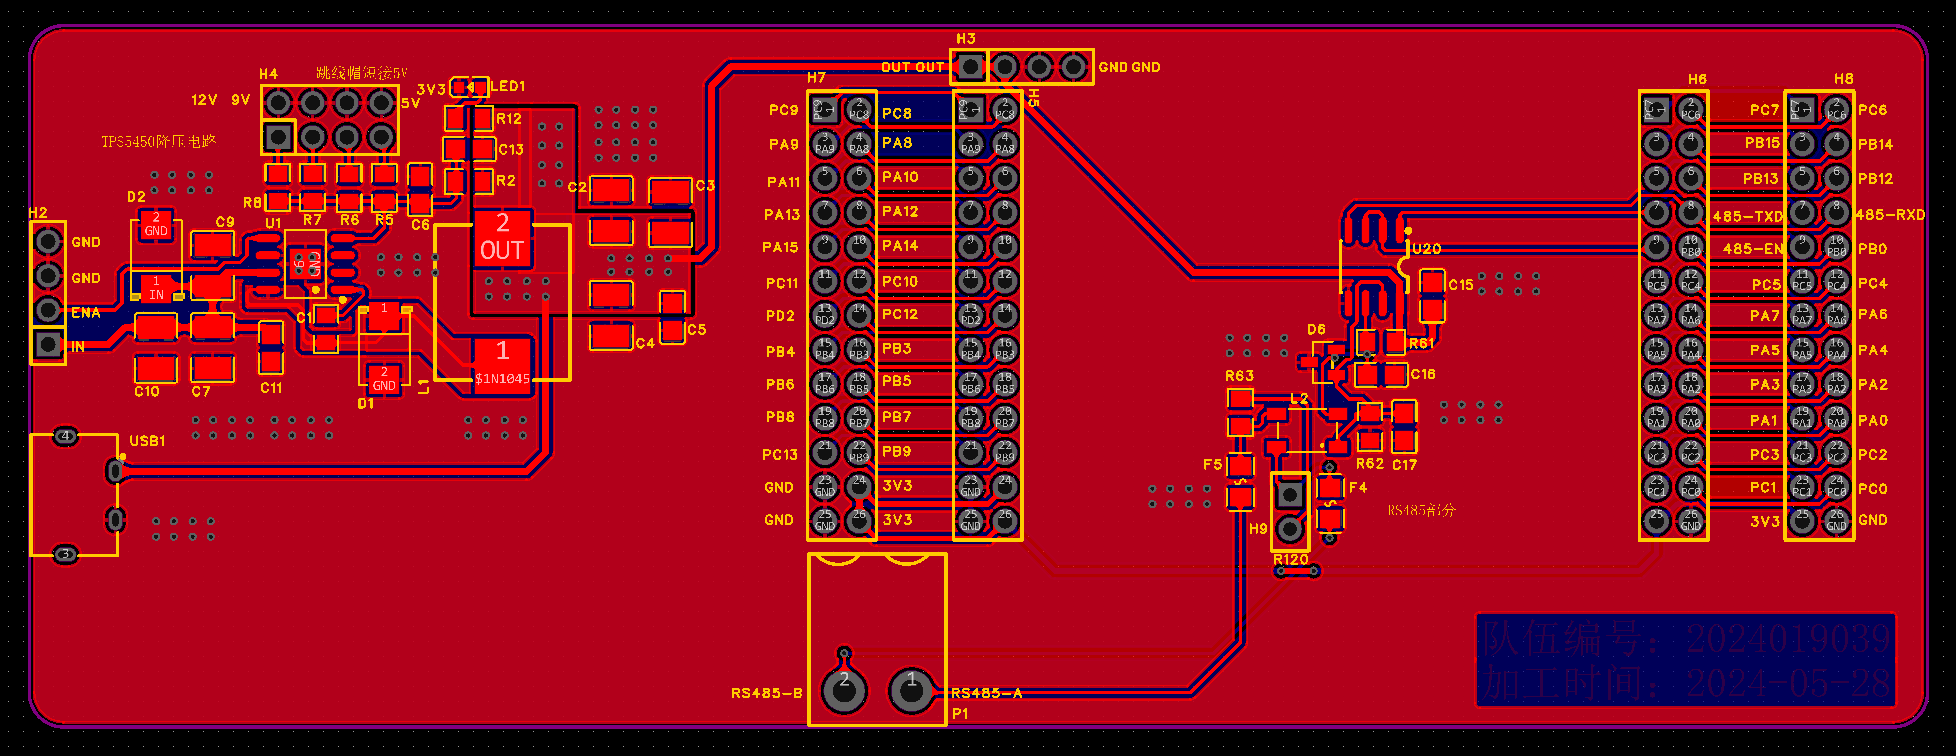 H3
OUT OUT
GND GND
H4
跳线帽短接5V
12V 9V
5V
3V3
LED1
R12
C13
R2
TPS5450降压电路
D2
2
GND
1
IN
H2
GND
GND
ENA
IN
C9
R8
R7
R6
R5
C6
U1
9
GND
2
OUT
C2
C3
C4
C5
C10
C7
C11
C1
1
2
GND
D1
L1
1
$1N1045
USB1
4
3
H7
H5
PC9
PC8
PA9
PA8
PA11
PA10
PA13
PA12
PA15
PA14
PC11
PC10
PD2
PC12
PB4
PB3
PB6
PB5
PB8
PB7
PC13
PB9
GND
3V3
GND
3V3
H6
H8
PC7
PC6
PB15
PB14
PB13
PB12
485-TXD
485-RXD
485-EN
PB0
PC5
PC4
PA7
PA6
PA5
PA4
PA3
PA2
PA1
PA0
PC3
PC2
PC1
PC0
3V3
GND
U20
C15
D6
R61
C16
R63
L2
R62
C17
F5
F4
H9
R120
RS485部分
2
1
RS485-B
RS485-A
P1
队伍编号：2024019039
加工时间：2024-05-28